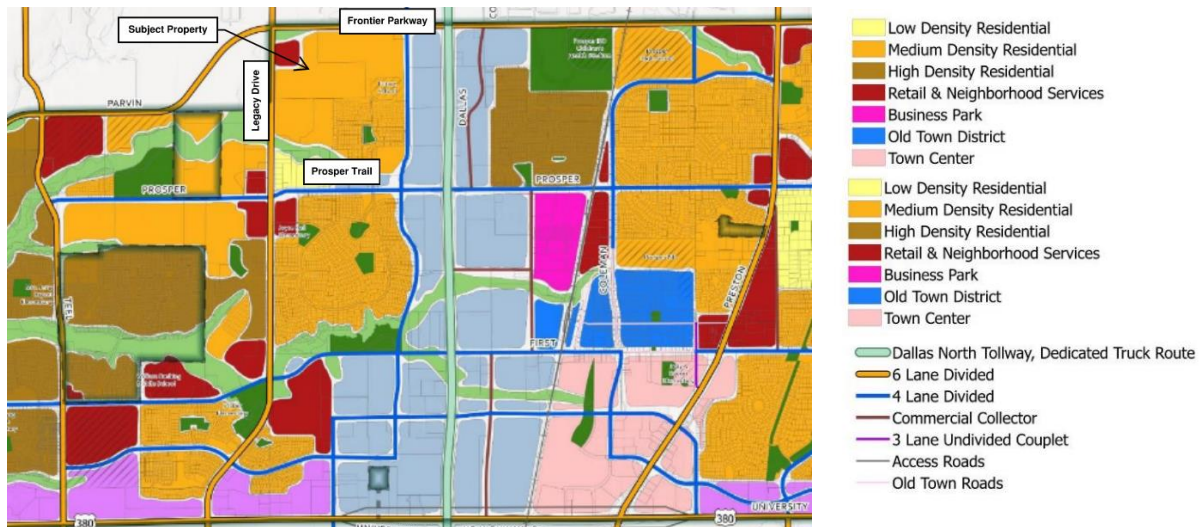 Subject Property
Frontier Parkway
Legacy Drive
PARVIN
DALLAS
PROSPER
Prosper Trail
PROSPER
TEEL
COLEMAN
PRESTON
FIRST
UNIVERSITY
380
380
Low Density Residential
Medium Density Residential
High Density Residential
Retail & Neighborhood Services
Business Park
Old Town District
Town Center
Low Density Residential
Medium Density Residential
High Density Residential
Retail & Neighborhood Services
Business Park
Old Town District
Town Center
Dallas North Tollway, Dedicated Truck Route
6 Lane Divided
4 Lane Divided
Commercial Collector
3 Lane Undivided Couplet
Access Roads
Old Town Roads